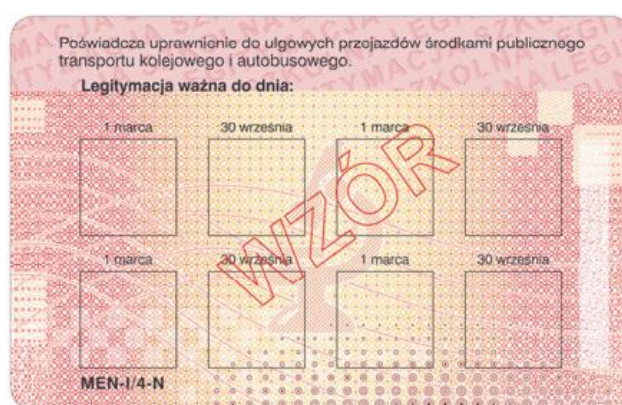 Poświadcza uprawnienie do ulgowych przejazdów środkami publicznego
transportu kolejowego i autobusowego.
Legitymacja ważna do dnia:
1 marca 30 września 1 marca 30 września
WZÓR
1 marca 30 września 1 marca 30 września
MEN-I/4-N